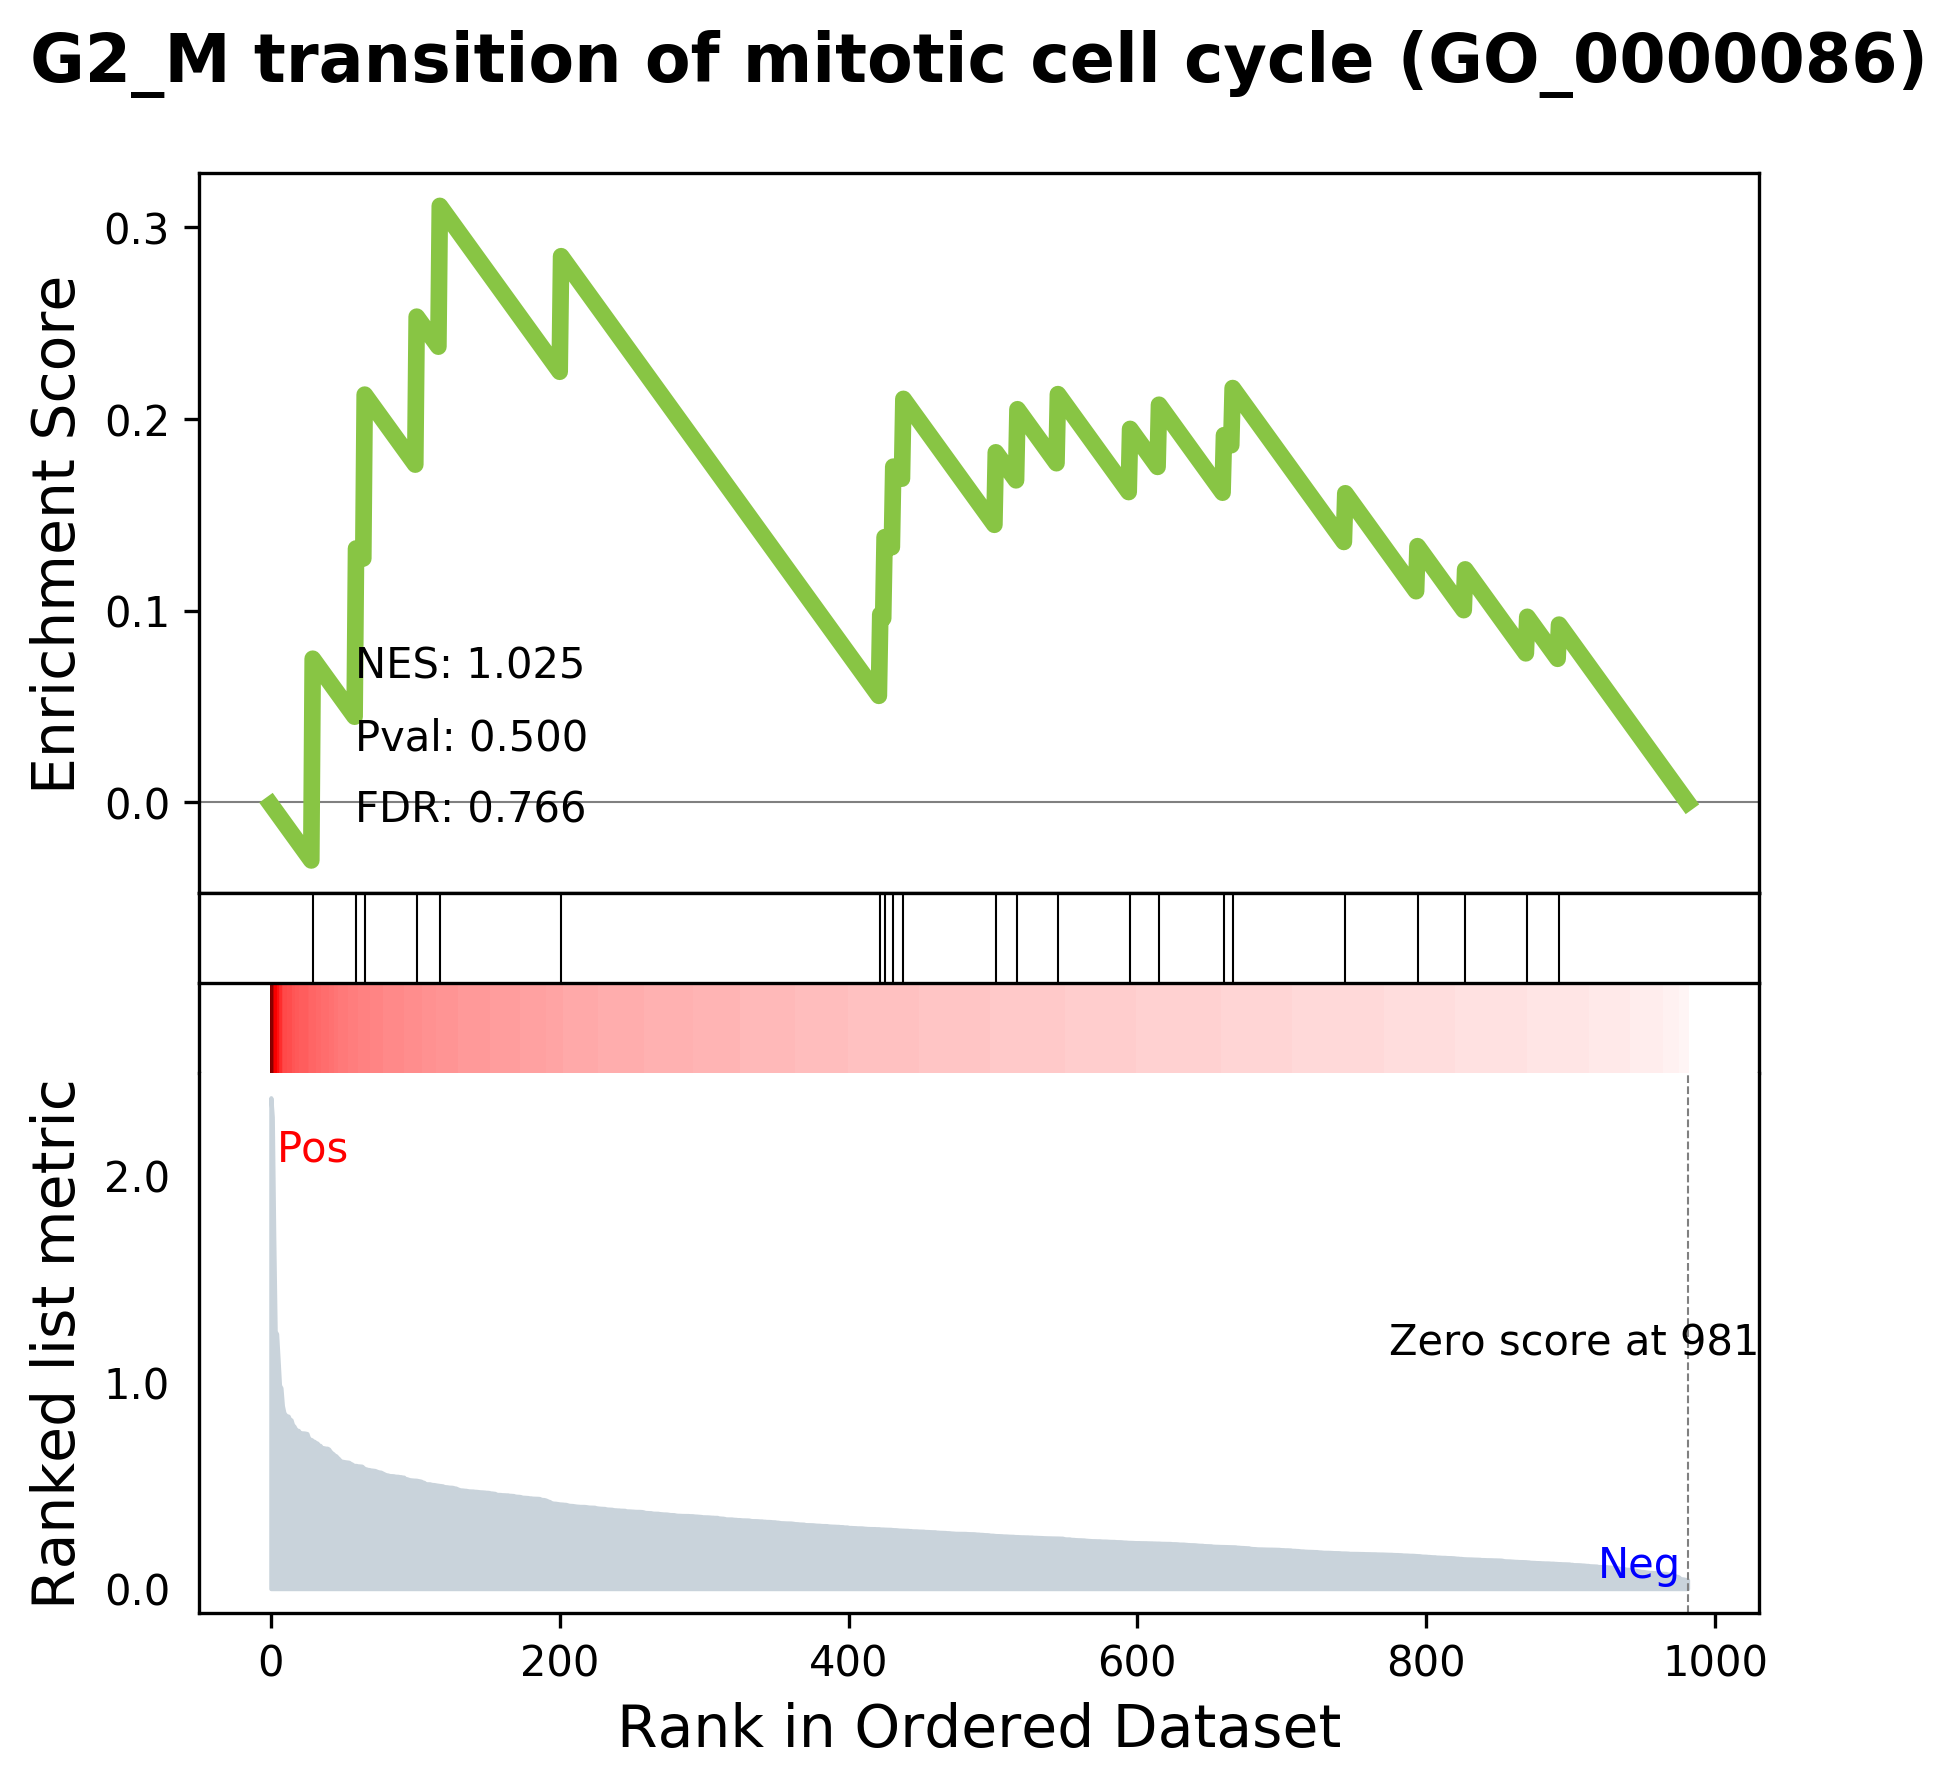 G2_M transition of mitotic cell cycle (GO_0000086)
Enrichment Score
0.3
0.2
0.1
0.0
NES: 1.025
Pval: 0.500
FDR: 0.766
Ranked list metric
2.0
1.0
0.0
Pos
Zero score at 981
Neg
0 200 400 600 800 1000
Rank in Ordered Dataset